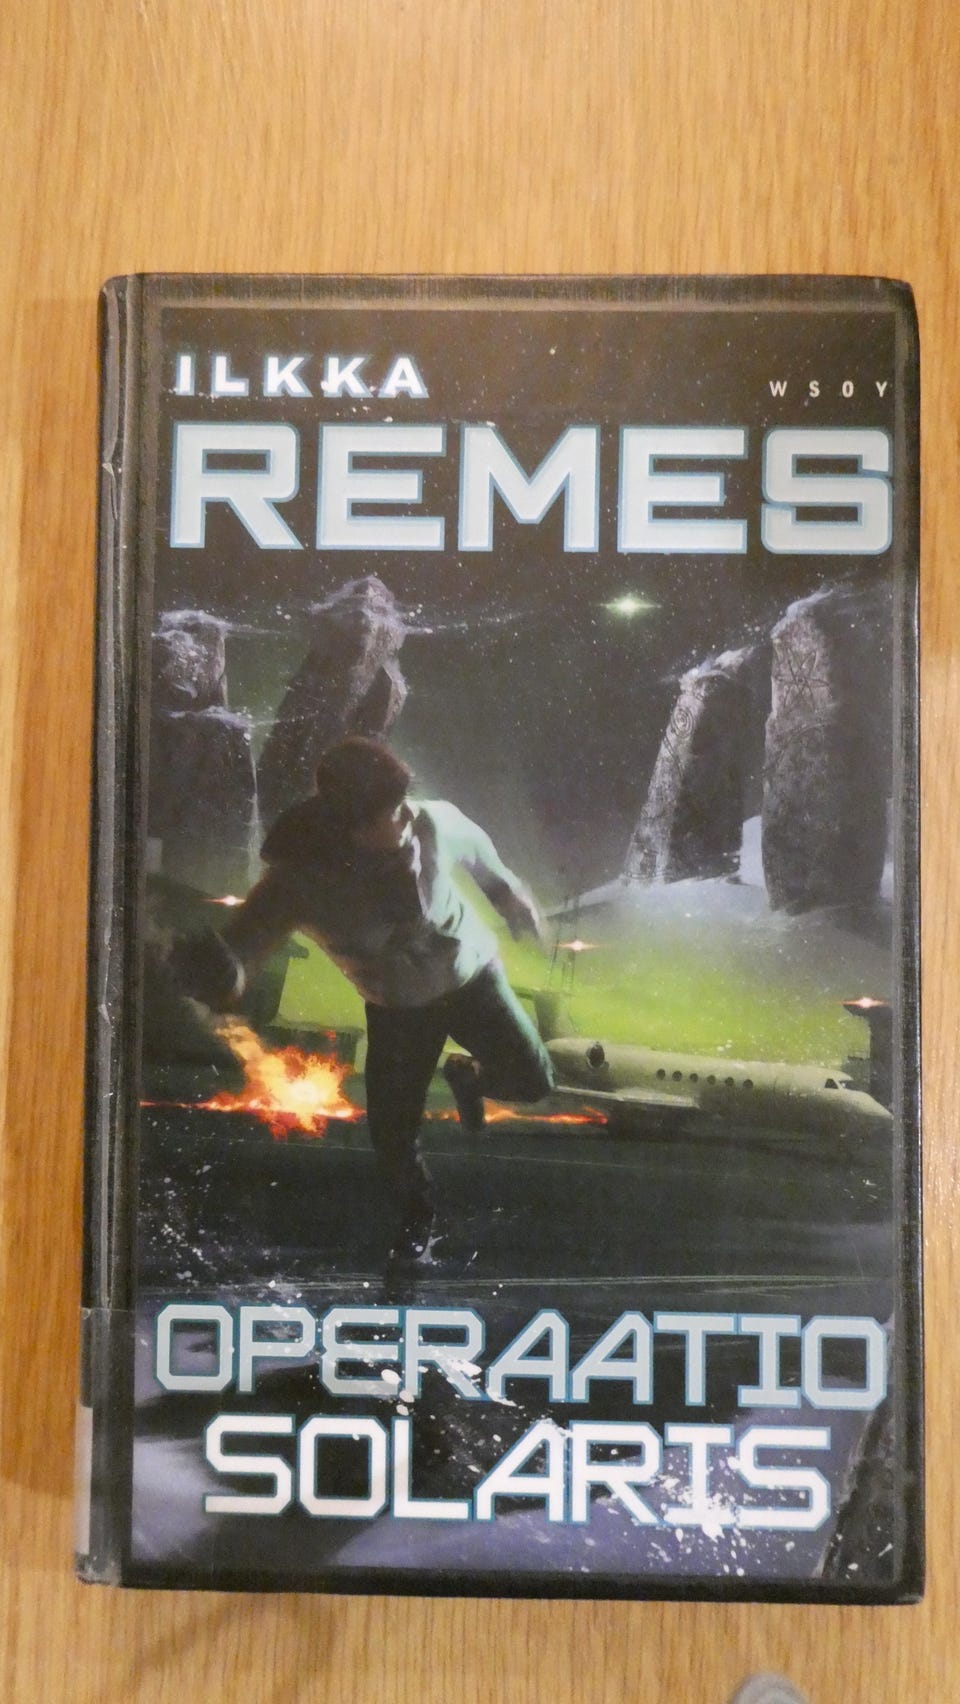 ILKKA
WSOY
REMES
OPERAATIO
SOLARIS